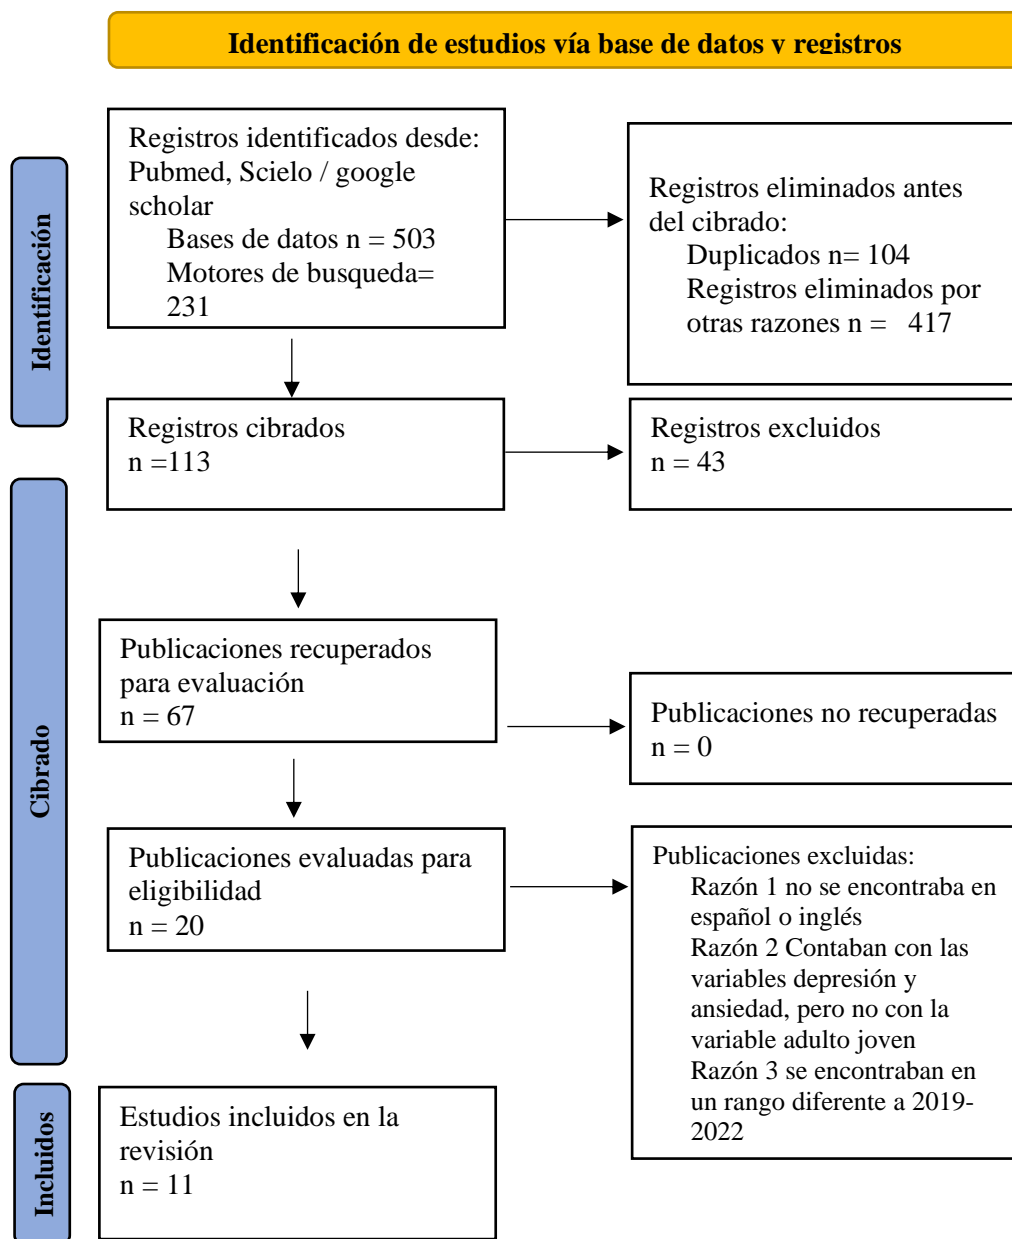 Identificación de estudios vía base de datos y registros
Identificación
Registros identificados desde:
Pubmed, Scielo / google
scholar
Bases de datos n = 503
Motores de busqueda=
231
Registros eliminados antes
del cibrado:
Duplicados n= 104
Registros eliminados por
otras razones n = 417
Registros cibrados
n =113
Registros excluidos
n = 43
Cibrado
Publicaciones recuperados
para evaluación
n = 67
Publicaciones no recuperadas
n = 0
Publicaciones evaluadas para
eligibilidad
n = 20
Publicaciones excluidas:
Razón 1 no se encontraba en
español o inglés
Razón 2 Contaban con las
variables depresión y
ansiedad, pero no con la
variable adulto joven
Razón 3 se encontraban en
un rango diferente a 2019-
2022
Incluidos
Estudios incluidos en la
revisión
n = 11